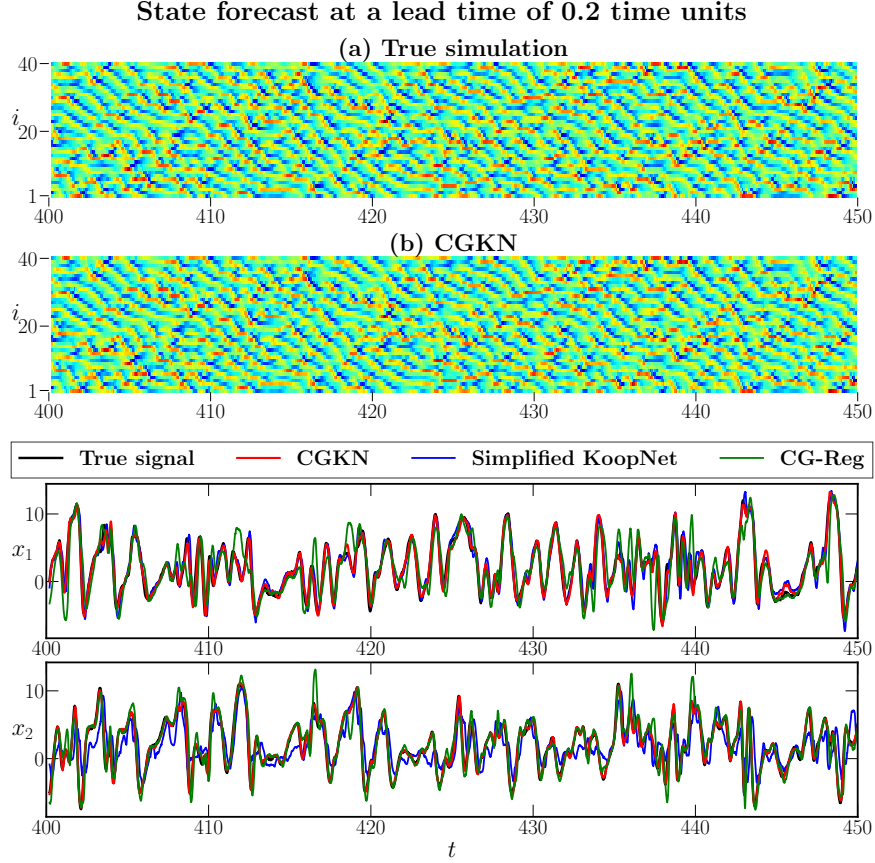 State forecast at a lead time of 0.2 time units
(a) True simulation
40
i
20
1
400 410 420 430 440 450
(b) CGKN
40
i
20
1
400 410 420 430 440 450
True signal CGKN Simplified KoopNet CG-Reg
10
x₁
0
400 410 420 430 440 450
10
x₂
0
400 410 420 430 440 450
t